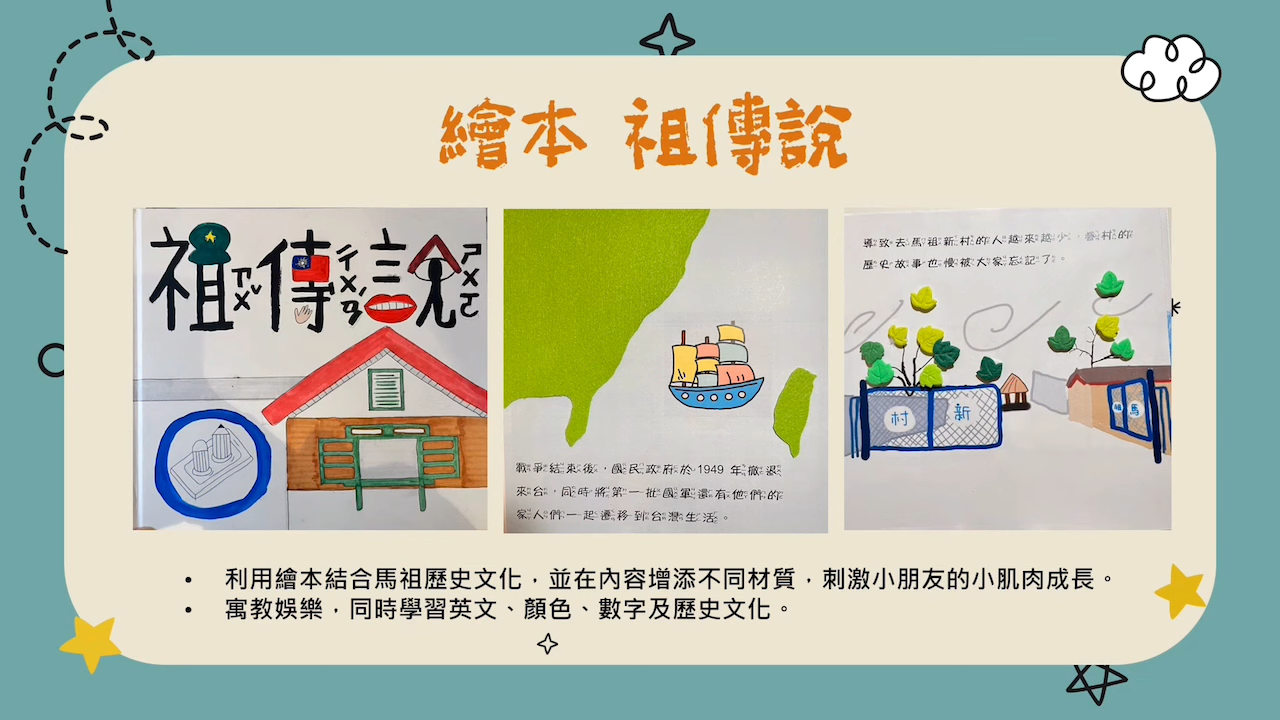 繪本 祖傳說
祖傳說
ㄗㄨˇ ㄔㄨㄢˊ ㄕㄨㄛ
戰爭結束後，國民政府於 1949 年撤退
來台，同時將第一批國軍還有他們的
家人們一起遷移到台灣生活。
導致去馬祖新村的人越來越少，眷村的
歷史故事也慢被大家忘記了。
村 新
祖 馬
• 利用繪本結合馬祖歷史文化，並在內容增添不同材質，刺激小朋友的小肌肉成長。
• 寓教娛樂，同時學習英文、顏色、數字及歷史文化。